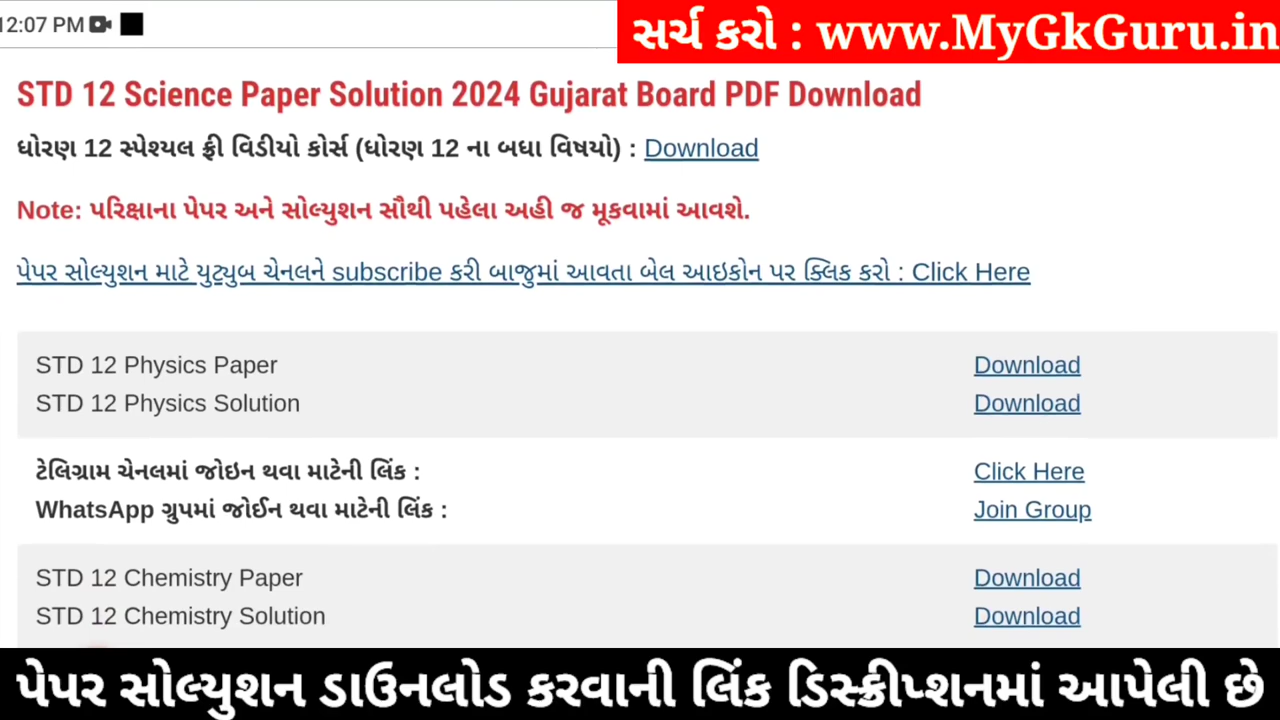 12:07 PM
સર્ચ કરો : www.MyGkGuru.in
STD 12 Science Paper Solution 2024 Gujarat Board PDF Download
ધોરણ 12 સ્પેશ્યલ ફ્રી વિડીયો કોર્સ (ધોરણ 12 ના બધા વિષયો) : Download
Note: પરિક્ષાના પેપર અને સોલ્યુશન સૌથી પહેલા અહી જ મૂકવામાં આવશે.
પેપર સોલ્યુશન માટે યુટ્યુબ ચેનલને subscribe કરી બાજુમાં આવતા બેલ આઇકોન પર ક્લિક કરો : Click Here
STD 12 Physics Paper Download
STD 12 Physics Solution Download
ટેલિગ્રામ ચેનલમાં જોઇન થવા માટેની લિંક : Click Here
WhatsApp ગ્રુપમાં જોઈન થવા માટેની લિંક : Join Group
STD 12 Chemistry Paper Download
STD 12 Chemistry Solution Download
પેપર સોલ્યુશન ડાઉનલોડ કરવાની લિંક ડિસ્ક્રીપ્શનમાં આપેલી છે